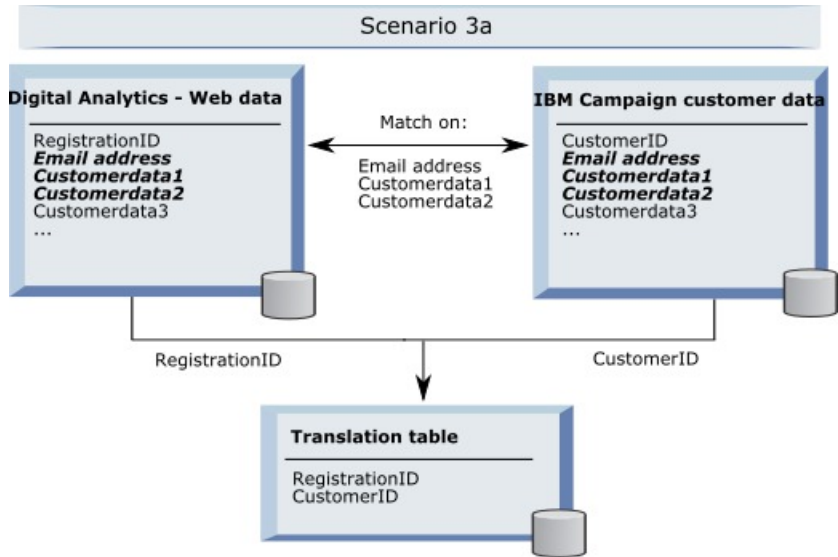 Scenario 3a
Digital Analytics - Web data
RegistrationID
Email address
Customerdata1
Customerdata2
Customerdata3
...
Match on:
Email address
Customerdata1
Customerdata2
IBM Campaign customer data
CustomerID
Email address
Customerdata1
Customerdata2
Customerdata3
...
RegistrationID
CustomerID
Translation table
RegistrationID
CustomerID